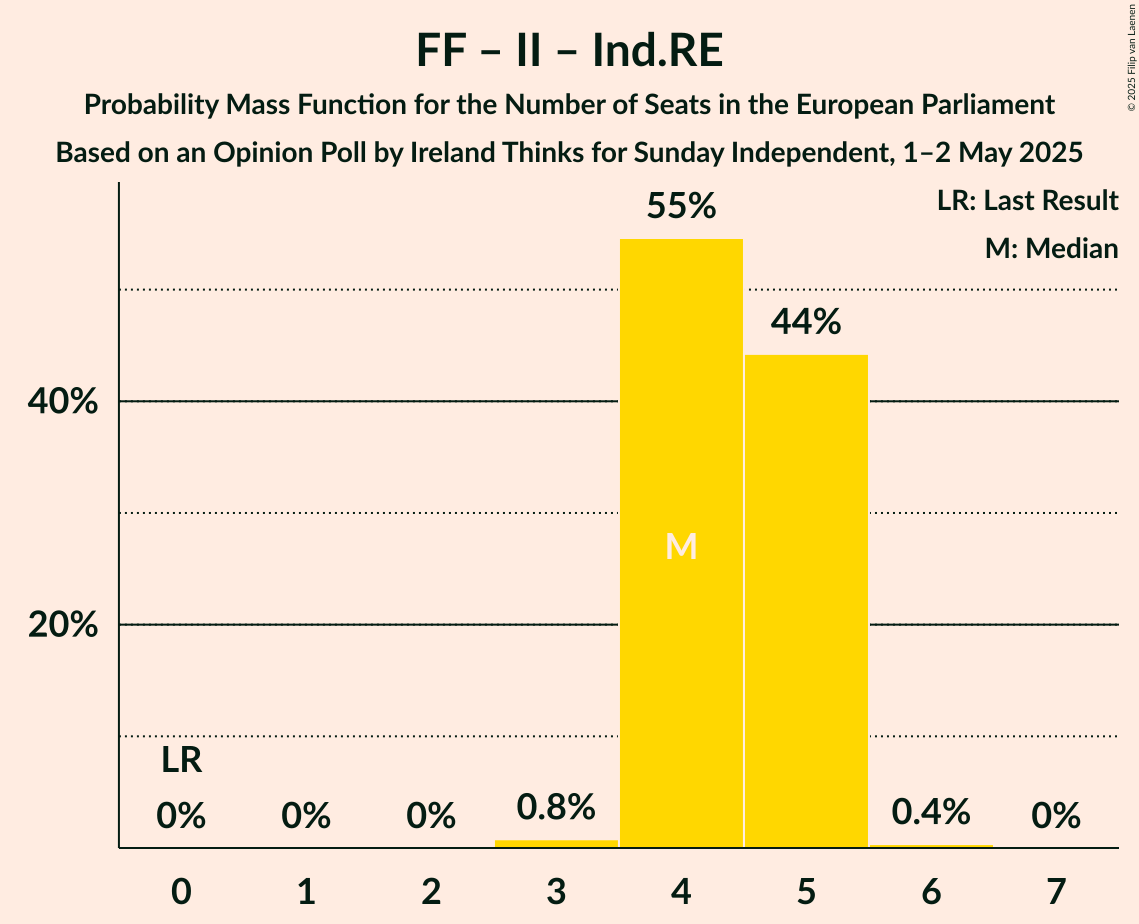 FF – II – Ind.RE
Probability Mass Function for the Number of Seats in the European Parliament
Based on an Opinion Poll by Ireland Thinks for Sunday Independent, 1–2 May 2025
© 2025 Filip van Laenen
LR: Last Result
M: Median
55%
44%
40%
M
20%
LR
0% 0% 0% 0.8% 0.4% 0%
0 1 2 3 4 5 6 7